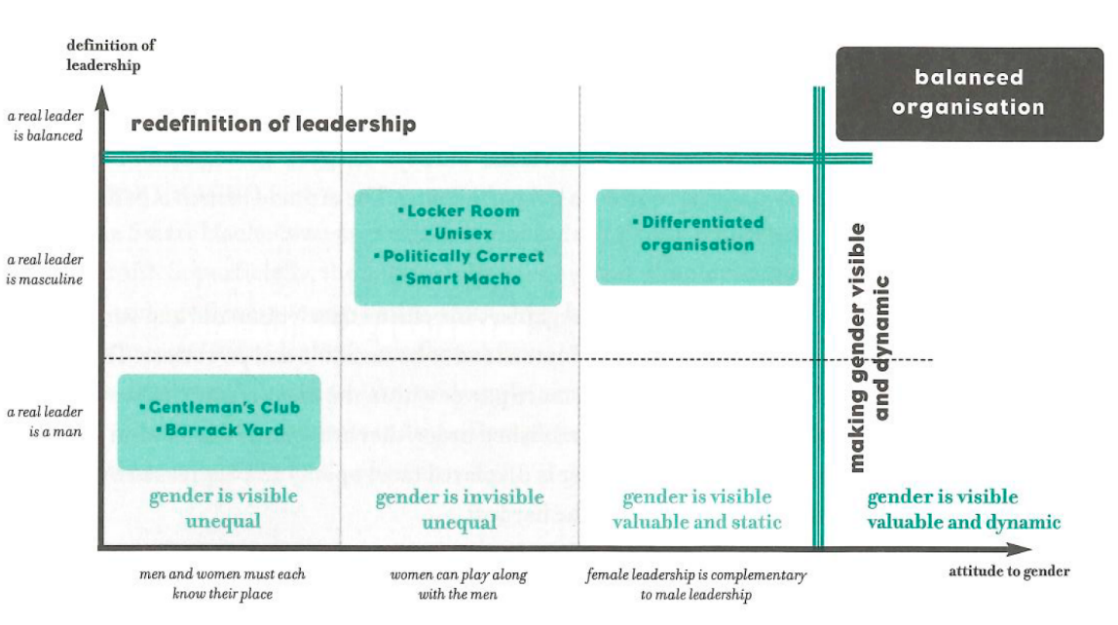 definition of
leadership
balanced
organisation
a real leader
is balanced
redefinition of leadership
▪ Locker Room
▪ Unisex
▪ Politically Correct
▪ Smart Macho
▪ Differentiated
organisation
a real leader
is masculine
making gender visible
and dynamic
▪ Gentleman's Club
▪ Barrack Yard
a real leader
is a man
gender is visible
unequal
gender is invisible
unequal
gender is visible
valuable and static
gender is visible
valuable and dynamic
attitude to gender
men and women must each
know their place
women can play along
with the men
female leadership is complementary
to male leadership